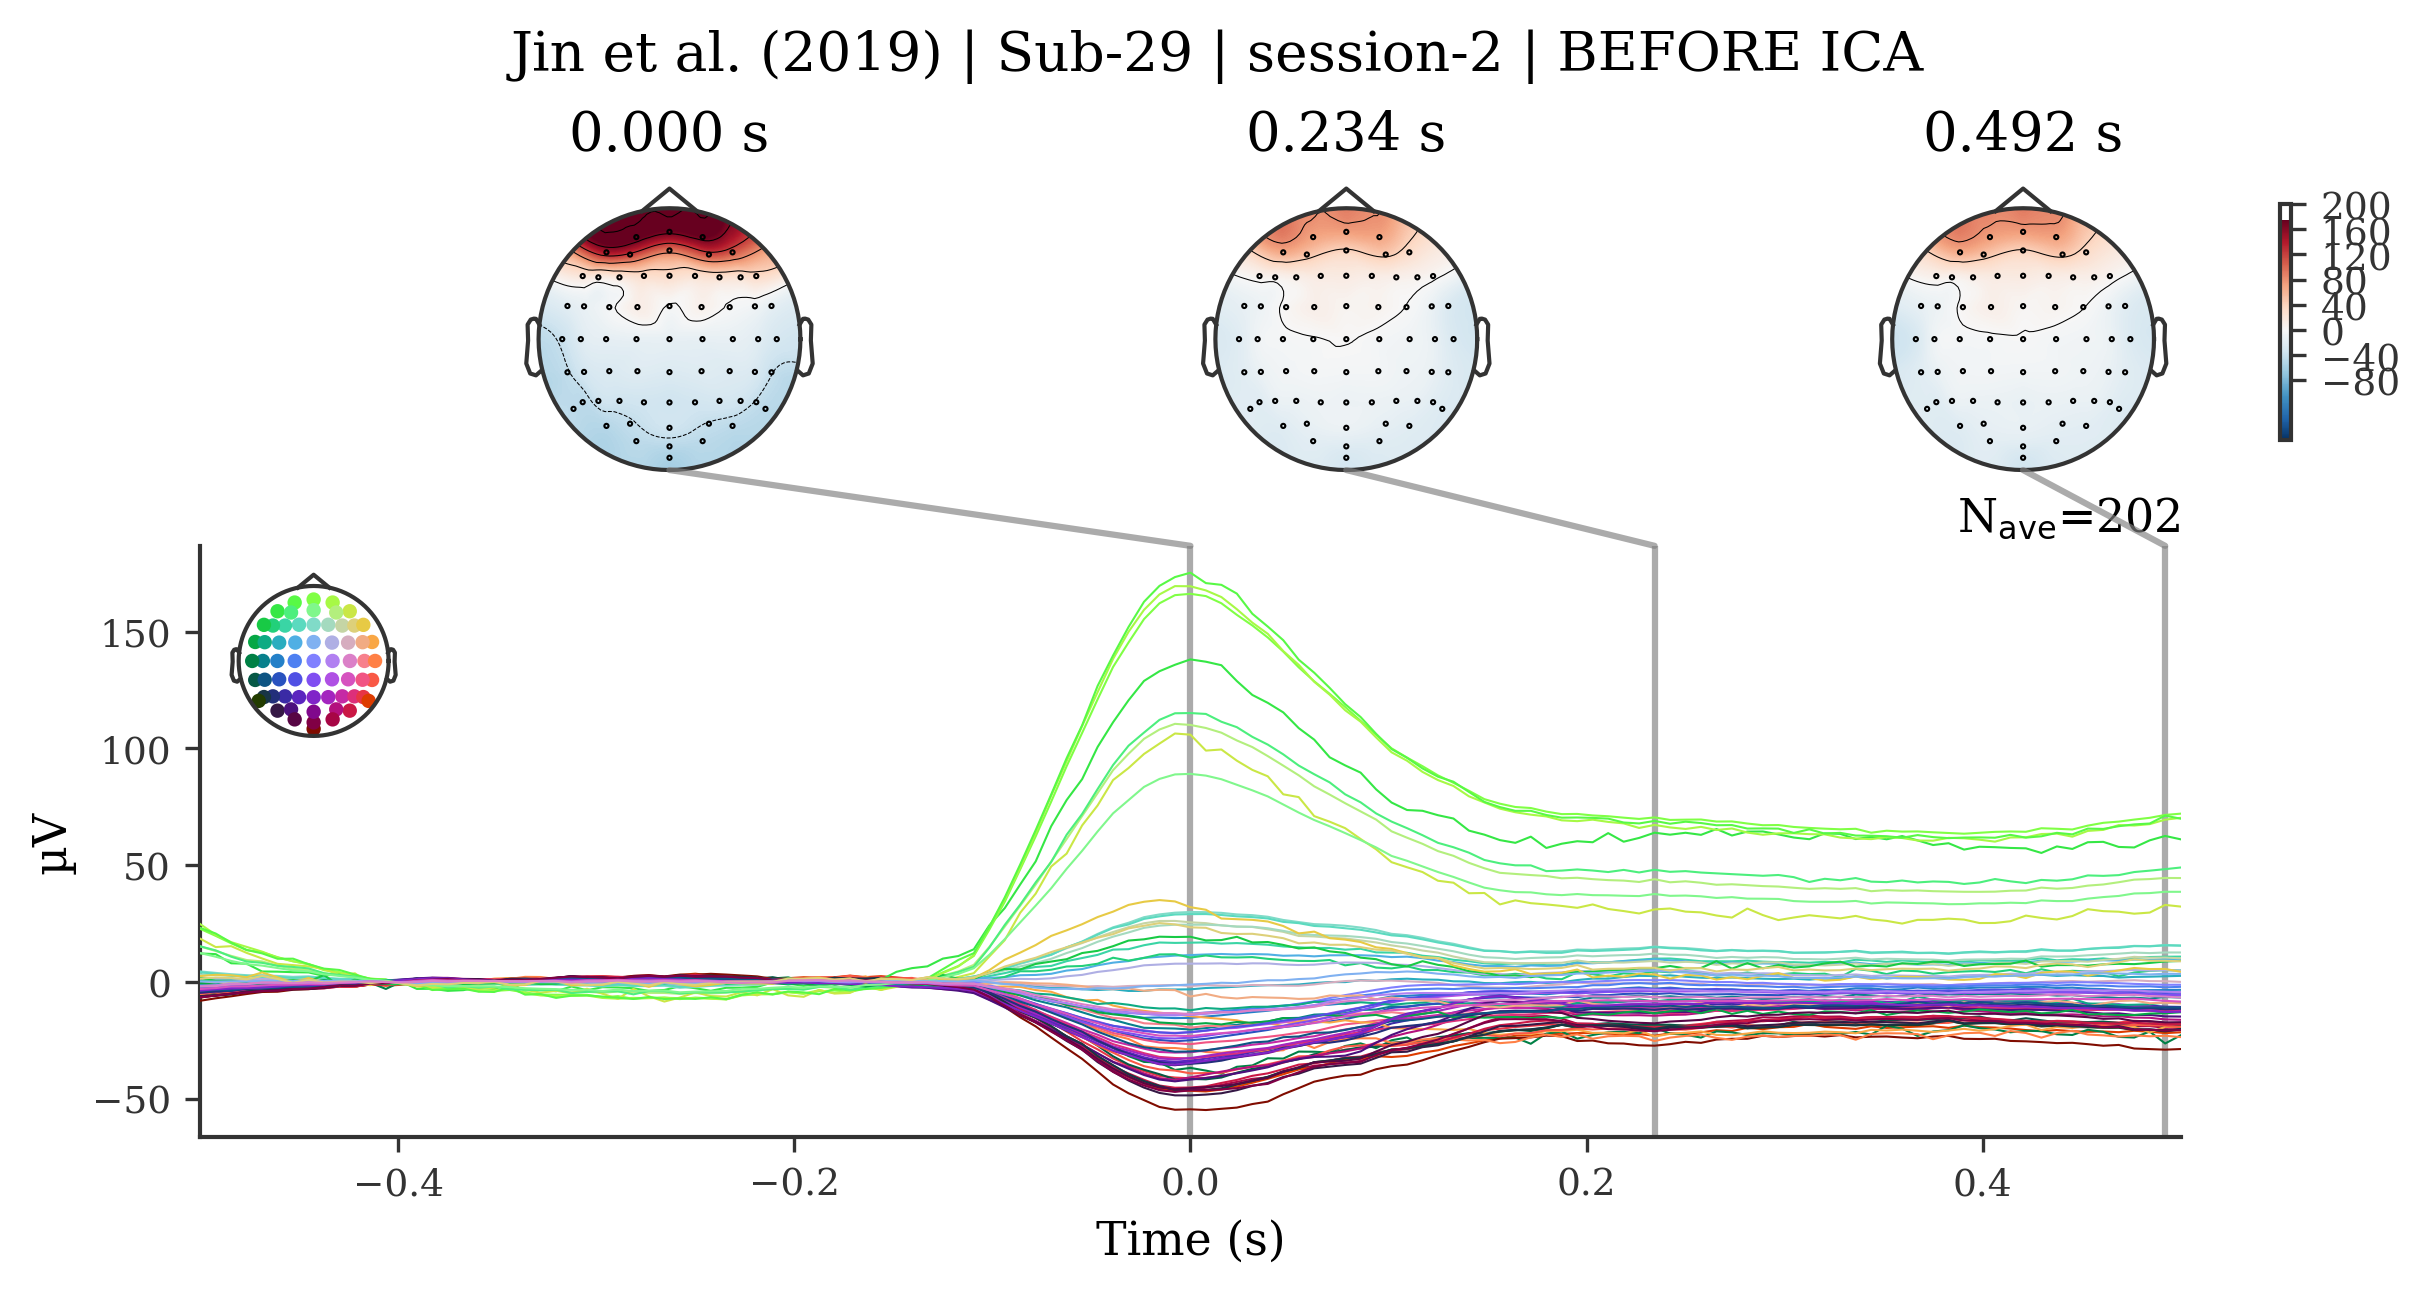 Jin et al. (2019) | Sub-29 | session-2 | BEFORE ICA
0.000 s
0.234 s
0.492 s
200
160
120
80
40
0
−40
−80
Nave=202
150
100
50
0
−50
µV
−0.4
−0.2
0.0
0.2
0.4
Time (s)